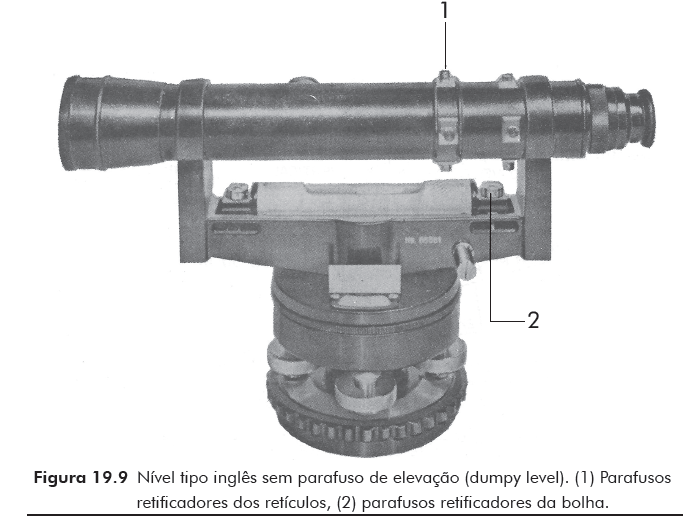 1
2
Figura 19.9 Nível tipo inglês sem parafuso de elevação (dumpy level). (1) Parafusos
retificadores dos retículos, (2) parafusos retificadores da bolha.